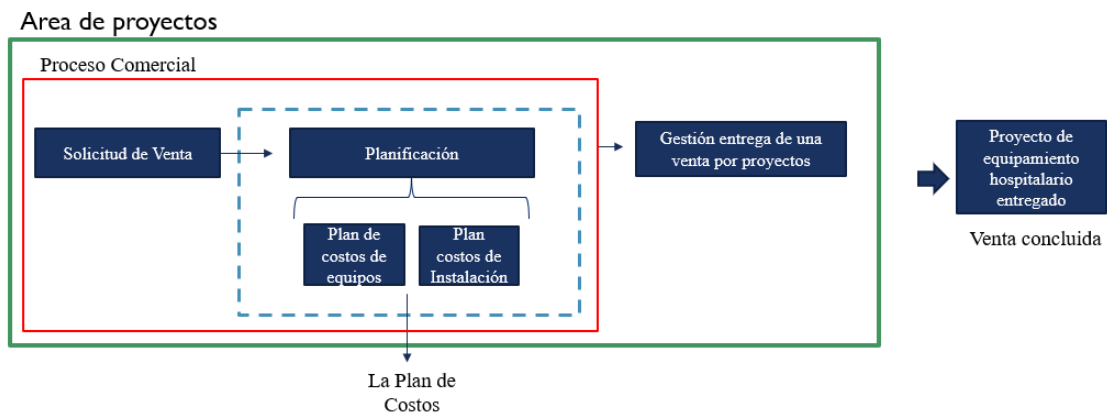 Area de proyectos
Proceso Comercial
Solicitud de Venta
Planificación
Gestión entrega de una
venta por proyectos
Proyecto de
equipamiento
hospitalario
entregado
Plan de
costos de
equipos
Plan
costos de
Instalación
Venta concluida
La Plan de
Costos